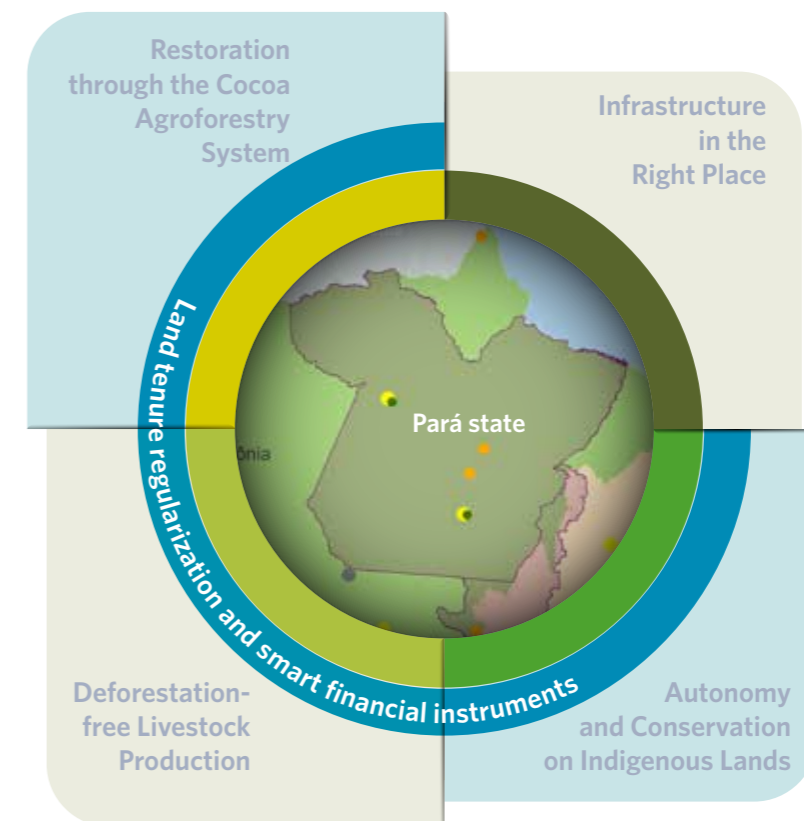 Restoration
through the Cocoa
Agroforestry
System
Infrastructure
in the
Right Place
Land tenure regularization and smart financial instruments
Pará state
ônia
Deforestation-
free Livestock
Production
Autonomy
and Conservation
on Indigenous Lands